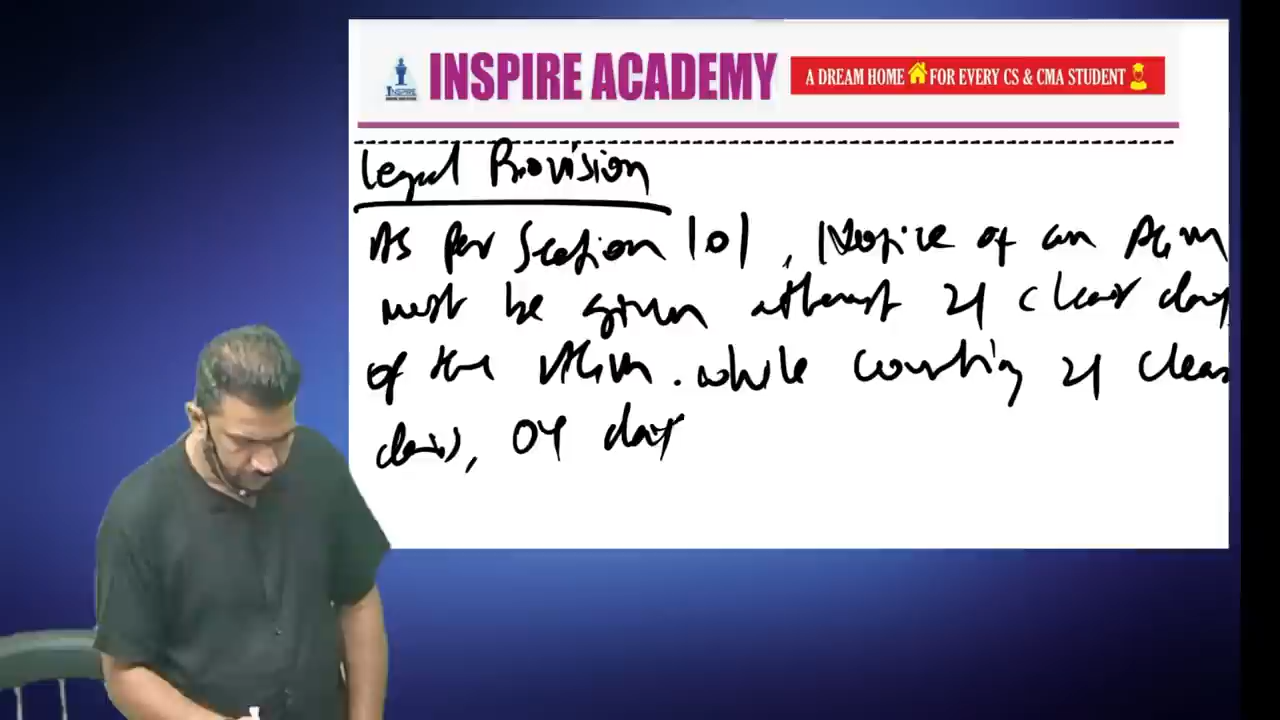 INSPIRE
INSPIRE ACADEMY
A DREAM HOME FOR EVERY CS & CMA STUDENT
Legal Provision
As Per Section 101, Notice of an AGM
must be given atleast 21 clear days
of the AGM. while counting 21 clear
days, 04 days